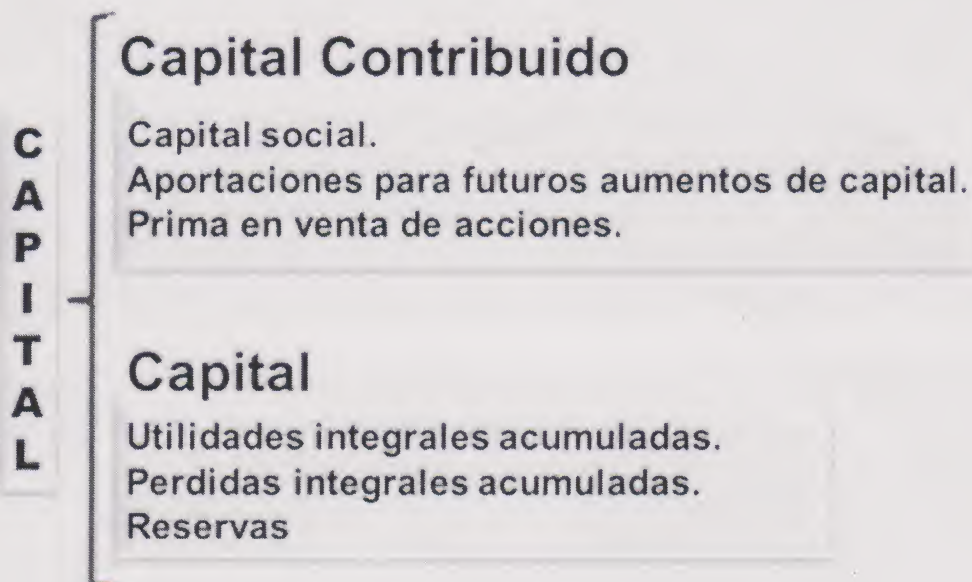 CAPITAL
Capital Contribuido
Capital social.
Aportaciones para futuros aumentos de capital.
Prima en venta de acciones.
Capital
Utilidades integrales acumuladas.
Perdidas integrales acumuladas.
Reservas